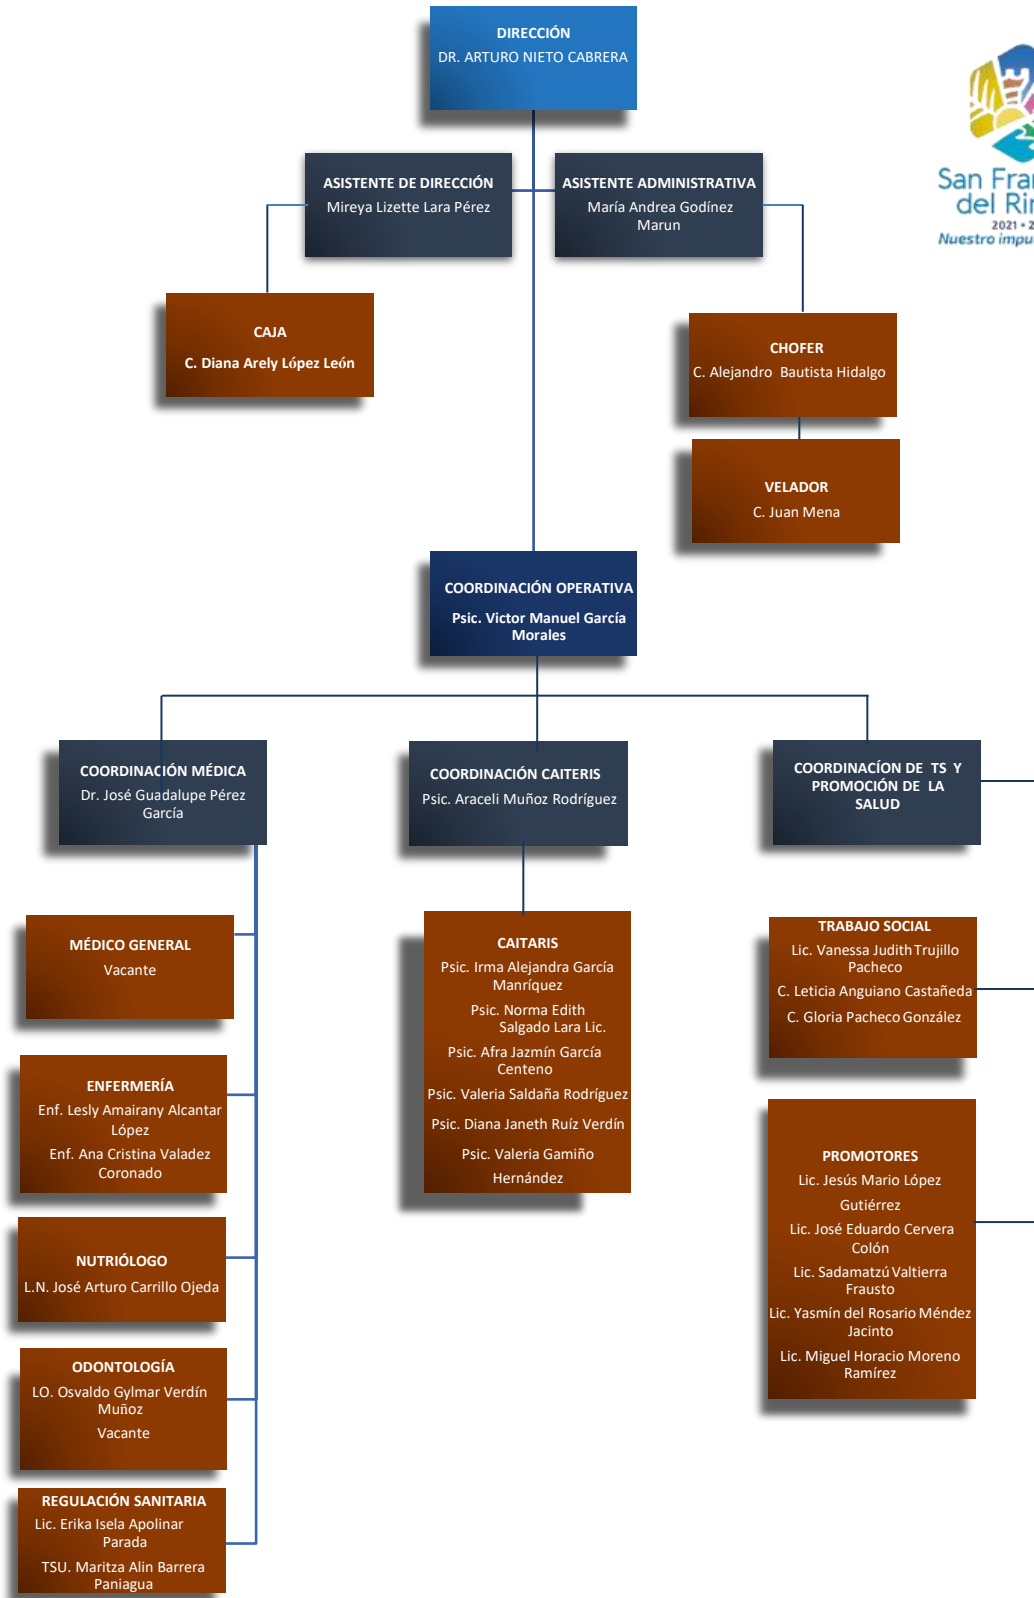 DIRECCIÓN
DR. ARTURO NIETO CABRERA
San Fran
del Rin
2021 • 2
Nuestro impu
ASISTENTE DE DIRECCIÓN
Mireya Lizette Lara Pérez
ASISTENTE ADMINISTRATIVA
María Andrea Godínez
Marun
CAJA
C. Diana Arely López León
CHOFER
C. Alejandro Bautista Hidalgo
VELADOR
C. Juan Mena
COORDINACIÓN OPERATIVA
Psic. Victor Manuel García
Morales
COORDINACIÓN MÉDICA
Dr. José Guadalupe Pérez
García
COORDINACIÓN CAITERIS
Psic. Araceli Muñoz Rodríguez
COORDINACÍON DE TS Y
PROMOCIÓN DE LA
SALUD
MÉDICO GENERAL
Vacante
ENFERMERÍA
Enf. Lesly Amairany Alcantar
López
Enf. Ana Cristina Valadez
Coronado
NUTRIÓLOGO
L.N. José Arturo Carrillo Ojeda
ODONTOLOGÍA
LO. Osvaldo Gylmar Verdín
Muñoz
Vacante
REGULACIÓN SANITARIA
Lic. Erika Isela Apolinar
Parada
TSU. Maritza Alin Barrera
Paniagua
CAITARIS
Psic. Irma Alejandra García
Manríquez
Psic. Norma Edith
Salgado Lara Lic.
Psic. Afra Jazmín García
Centeno
Psic. Valeria Saldaña Rodríguez
Psic. Diana Janeth Ruíz Verdín
Psic. Valeria Gamiño
Hernández
TRABAJO SOCIAL
Lic. Vanessa Judith Trujillo
Pacheco
C. Leticia Anguiano Castañeda
C. Gloria Pacheco González
PROMOTORES
Lic. Jesús Mario López
Gutiérrez
Lic. José Eduardo Cervera
Colón
Lic. Sadamatzú Valtierra
Frausto
Lic. Yasmín del Rosario Méndez
Jacinto
Lic. Miguel Horacio Moreno
Ramírez